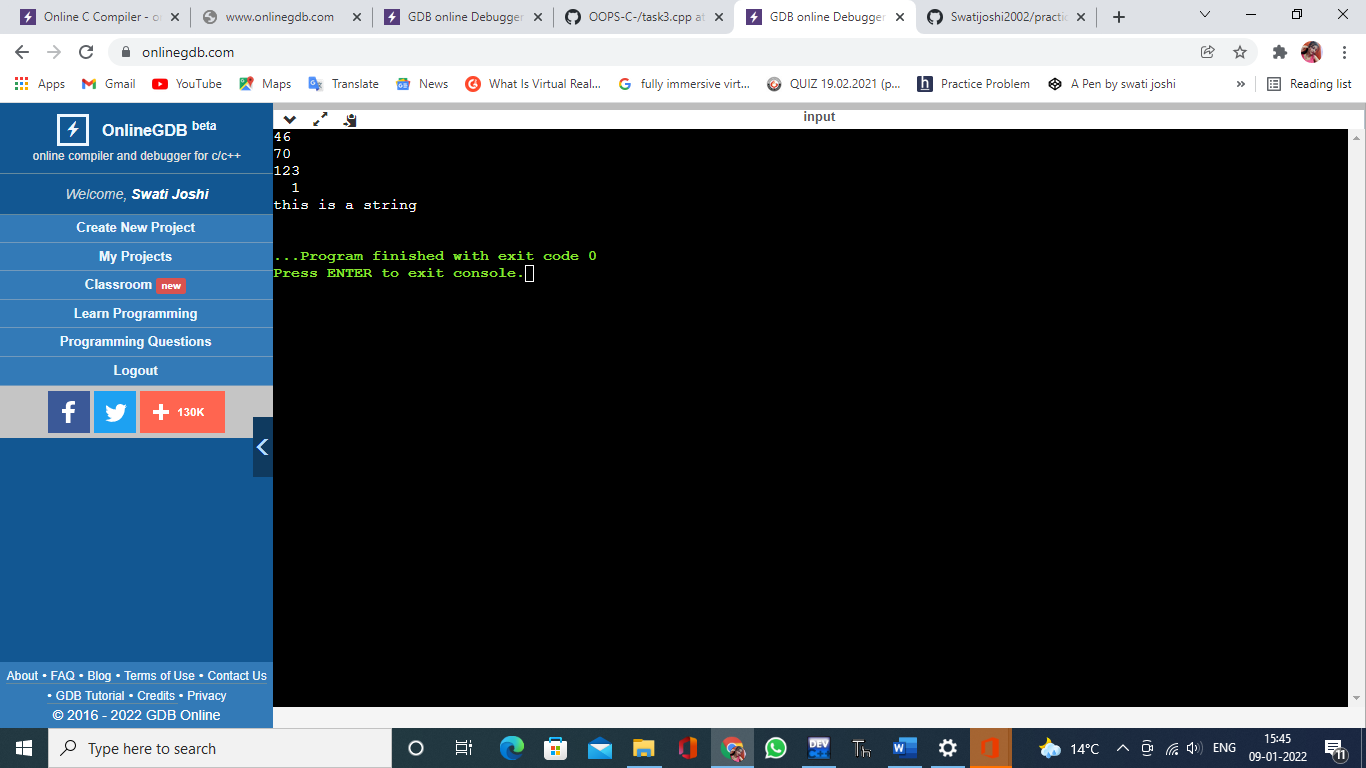 Online C Compiler - o
www.onlinegdb.com
GDB online Debugger
OOPS-C-/task3.cpp at
GDB online Debugger
Swatijoshi2002/practic
onlinegdb.com
Apps
Gmail
YouTube
Maps
Translate
News
What Is Virtual Real...
fully immersive virt...
QUIZ 19.02.2021 (p...
Practice Problem
A Pen by swati joshi
»
Reading list
OnlineGDB beta
online compiler and debugger for c/c++
Welcome, Swati Joshi
Create New Project
My Projects
Classroom new
Learn Programming
Programming Questions
Logout
130K
About • FAQ • Blog • Terms of Use • Contact Us
• GDB Tutorial • Credits • Privacy
© 2016 - 2022 GDB Online
input
46
70
123
1
this is a string
...Program finished with exit code 0
Press ENTER to exit console.
Type here to search
DEV
C++
Th
14°C
ENG
15:45
09-01-2022
11